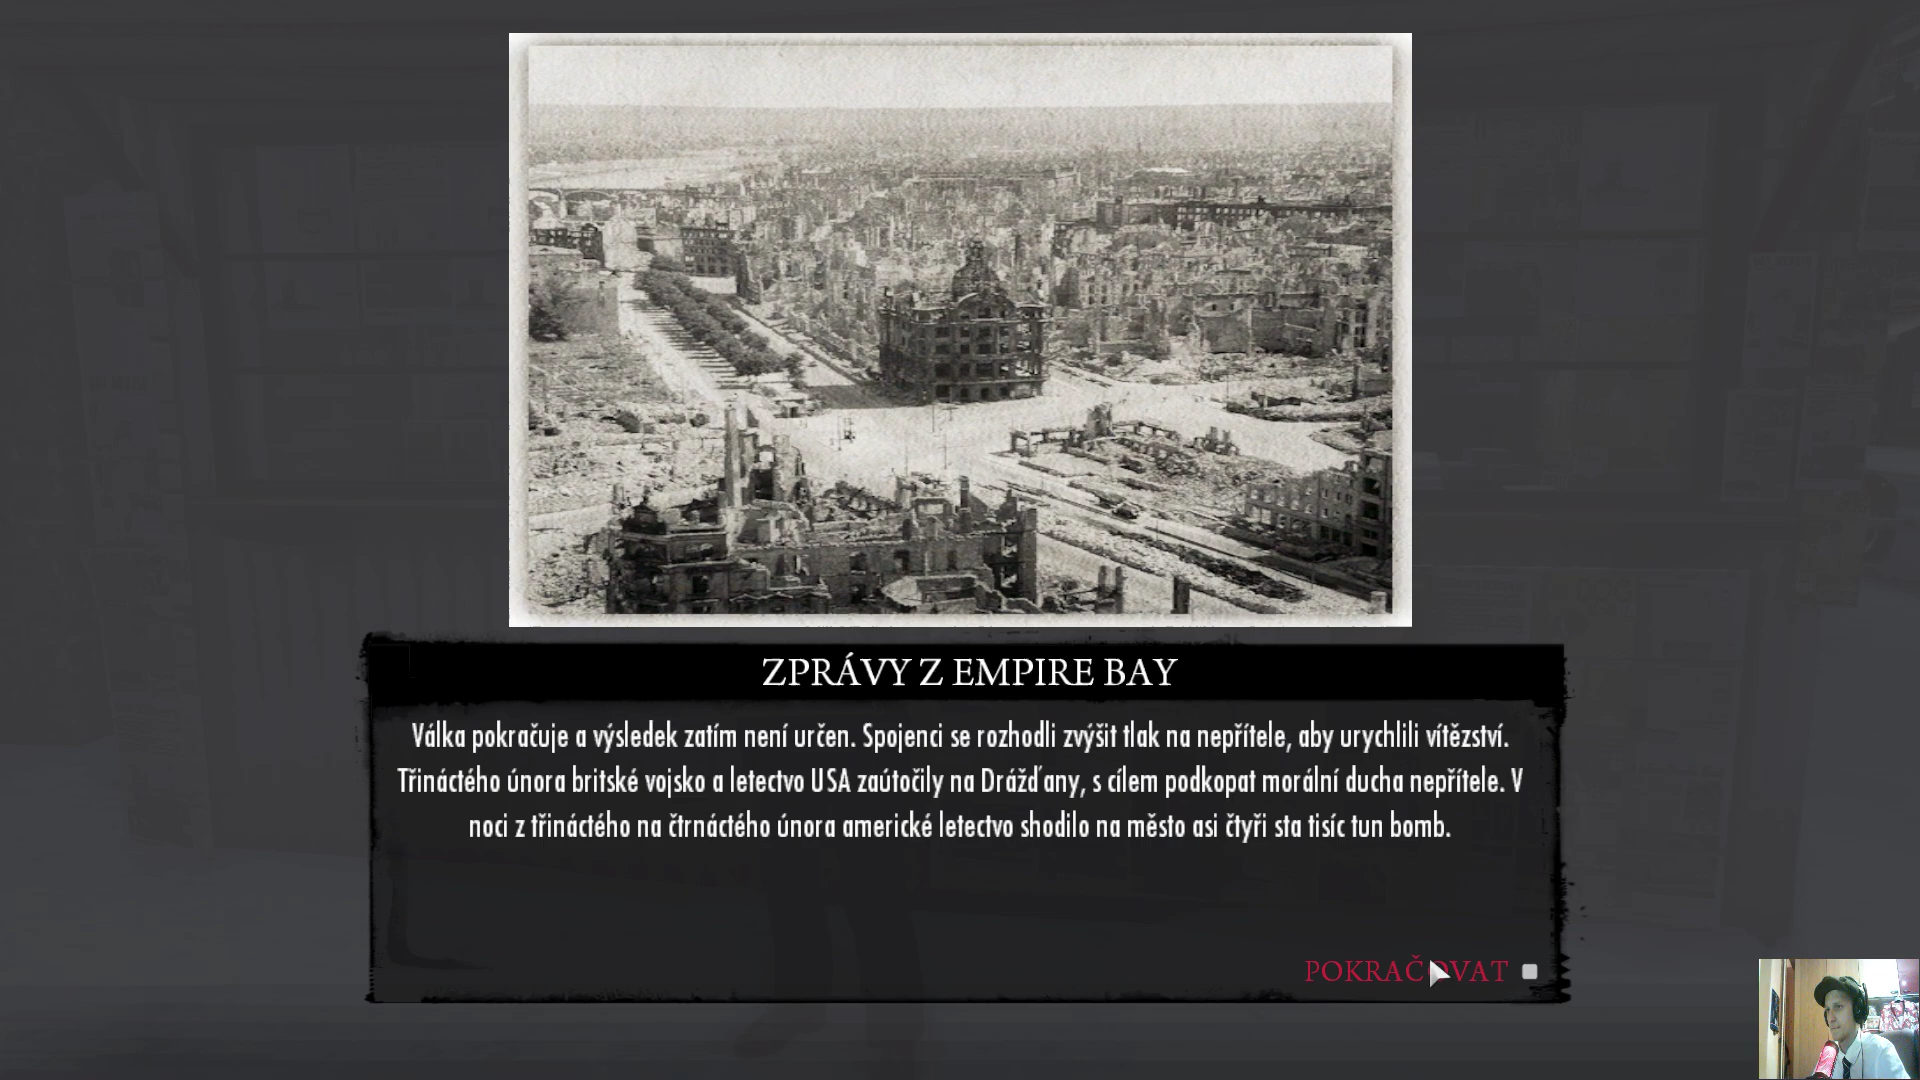 ZPRÁVY Z EMPIRE BAY
Válka pokračuje a výsledek zatím není určen. Spojenci se rozhodli zvýšit tlak na nepřítele, aby urychlili vítězství.
Třináctého února britské vojsko a letectvo USA zaútočily na Drážďany, s cílem podkopat morální ducha nepřítele. V
noci z třináctého na čtrnáctého února americké letectvo shodilo na město asi čtyři sta tisíc tun bomb.
POKRAČOVAT